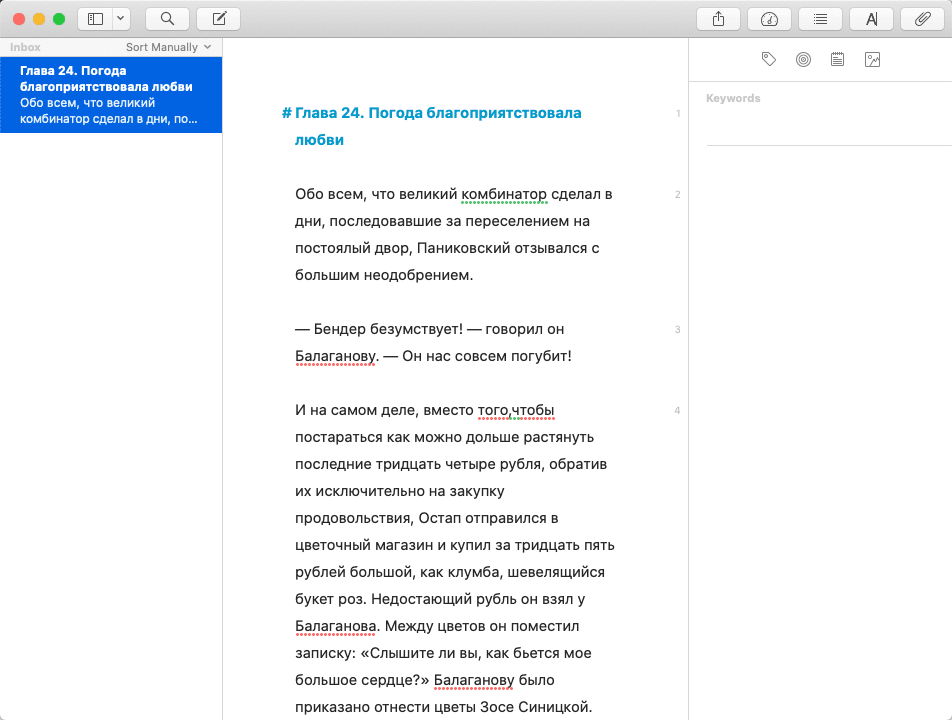 Inbox
Sort Manually
Глава 24. Погода
благоприятствовала любви
Обо всем, что великий
комбинатор сделал в дни, по...
# Глава 24. Погода благоприятствовала
любви
1
Обо всем, что великий комбинатор сделал в
2
дни, последовавшие за переселением на
постоялый двор, Паниковский отзывался с
большим неодобрением.
— Бендер безумствует! — говорил он
3
Балаганову. — Он нас совсем погубит!
И на самом деле, вместо того,чтобы
4
постараться как можно дольше растянуть
последние тридцать четыре рубля, обратив
их исключительно на закупку
продовольствия, Остап отправился в
цветочный магазин и купил за тридцать пять
рублей большой, как клумба, шевелящийся
букет роз. Недостающий рубль он взял у
Балаганова. Между цветов он поместил
записку: «Слышите ли вы, как бьется мое
большое сердце?» Балаганову было
приказано отнести цветы Зосе Синицкой.
Keywords